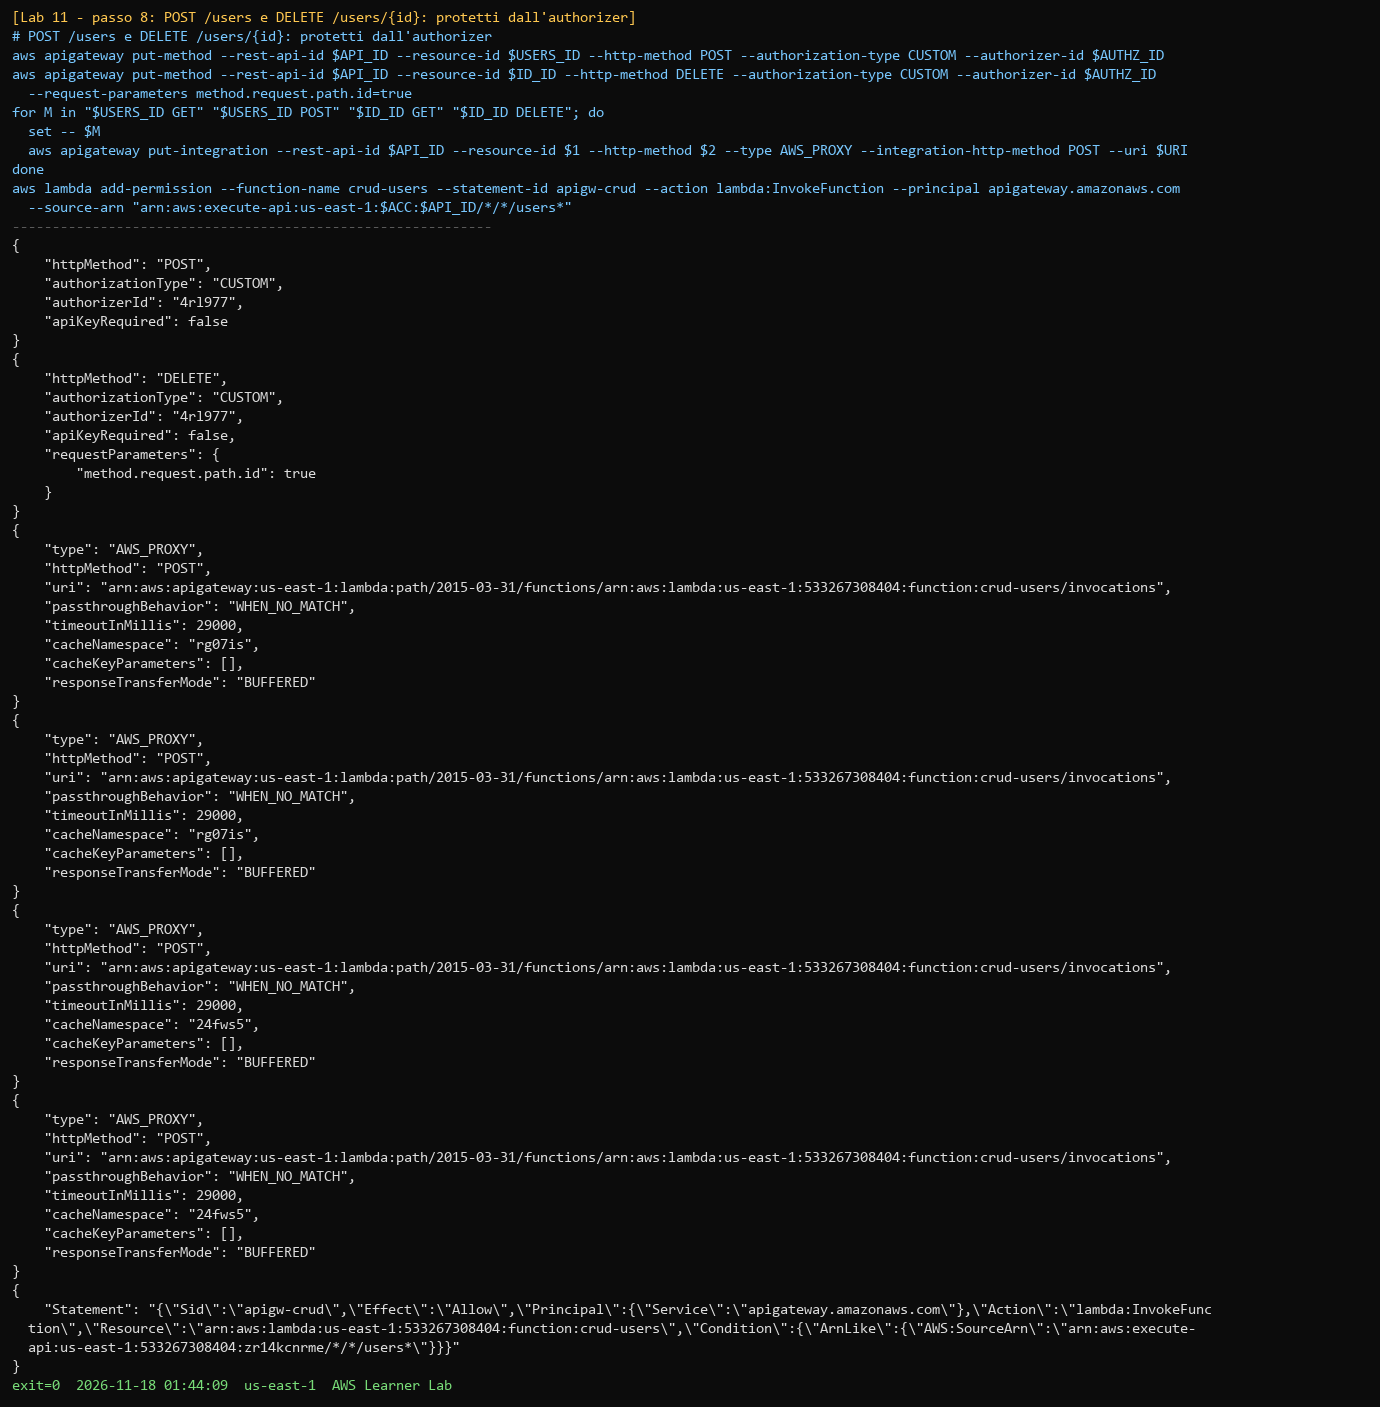 [Lab 11 - passo 8: POST /users e DELETE /users/{id}: protetti dall'authorizer]
# POST /users e DELETE /users/{id}: protetti dall'authorizer
aws apigateway put-method --rest-api-id $API_ID --resource-id $USERS_ID --http-method POST --authorization-type CUSTOM --authorizer-id $AUTHZ_ID
aws apigateway put-method --rest-api-id $API_ID --resource-id $ID_ID --http-method DELETE --authorization-type CUSTOM --authorizer-id $AUTHZ_ID
  --request-parameters method.request.path.id=true
for M in "$USERS_ID GET" "$USERS_ID POST" "$ID_ID GET" "$ID_ID DELETE"; do
  set -- $M
  aws apigateway put-integration --rest-api-id $API_ID --resource-id $1 --http-method $2 --type AWS_PROXY --integration-http-method POST --uri $URI
done
aws lambda add-permission --function-name crud-users --statement-id apigw-crud --action lambda:InvokeFunction --principal apigateway.amazonaws.com
  --source-arn "arn:aws:execute-api:us-east-1:$ACC:$API_ID/*/*/users*"
------------------------------------------------------------
{
    "httpMethod": "POST",
    "authorizationType": "CUSTOM",
    "authorizerId": "4rl977",
    "apiKeyRequired": false
}
{
    "httpMethod": "DELETE",
    "authorizationType": "CUSTOM",
    "authorizerId": "4rl977",
    "apiKeyRequired": false,
    "requestParameters": {
        "method.request.path.id": true
    }
}
{
    "type": "AWS_PROXY",
    "httpMethod": "POST",
    "uri": "arn:aws:apigateway:us-east-1:lambda:path/2015-03-31/functions/arn:aws:lambda:us-east-1:533267308404:function:crud-users/invocations",
    "passthroughBehavior": "WHEN_NO_MATCH",
    "timeoutInMillis": 29000,
    "cacheNamespace": "rg07is",
    "cacheKeyParameters": [],
    "responseTransferMode": "BUFFERED"
}
{
    "type": "AWS_PROXY",
    "httpMethod": "POST",
    "uri": "arn:aws:apigateway:us-east-1:lambda:path/2015-03-31/functions/arn:aws:lambda:us-east-1:533267308404:function:crud-users/invocations",
    "passthroughBehavior": "WHEN_NO_MATCH",
    "timeoutInMillis": 29000,
    "cacheNamespace": "rg07is",
    "cacheKeyParameters": [],
    "responseTransferMode": "BUFFERED"
}
{
    "type": "AWS_PROXY",
    "httpMethod": "POST",
    "uri": "arn:aws:apigateway:us-east-1:lambda:path/2015-03-31/functions/arn:aws:lambda:us-east-1:533267308404:function:crud-users/invocations",
    "passthroughBehavior": "WHEN_NO_MATCH",
    "timeoutInMillis": 29000,
    "cacheNamespace": "24fws5",
    "cacheKeyParameters": [],
    "responseTransferMode": "BUFFERED"
}
{
    "type": "AWS_PROXY",
    "httpMethod": "POST",
    "uri": "arn:aws:apigateway:us-east-1:lambda:path/2015-03-31/functions/arn:aws:lambda:us-east-1:533267308404:function:crud-users/invocations",
    "passthroughBehavior": "WHEN_NO_MATCH",
    "timeoutInMillis": 29000,
    "cacheNamespace": "24fws5",
    "cacheKeyParameters": [],
    "responseTransferMode": "BUFFERED"
}
{
    "Statement": "{\"Sid\":\"apigw-crud\",\"Effect\":\"Allow\",\"Principal\":{\"Service\":\"apigateway.amazonaws.com\"},\"Action\":\"lambda:InvokeFunc
  tion\",\"Resource\":\"arn:aws:lambda:us-east-1:533267308404:function:crud-users\",\"Condition\":{\"ArnLike\":{\"AWS:SourceArn\":\"arn:aws:execute-
  api:us-east-1:533267308404:zr14kcnrme/*/*/users*\"}}}"
}
exit=0  2026-11-18 01:44:09  us-east-1  AWS Learner Lab